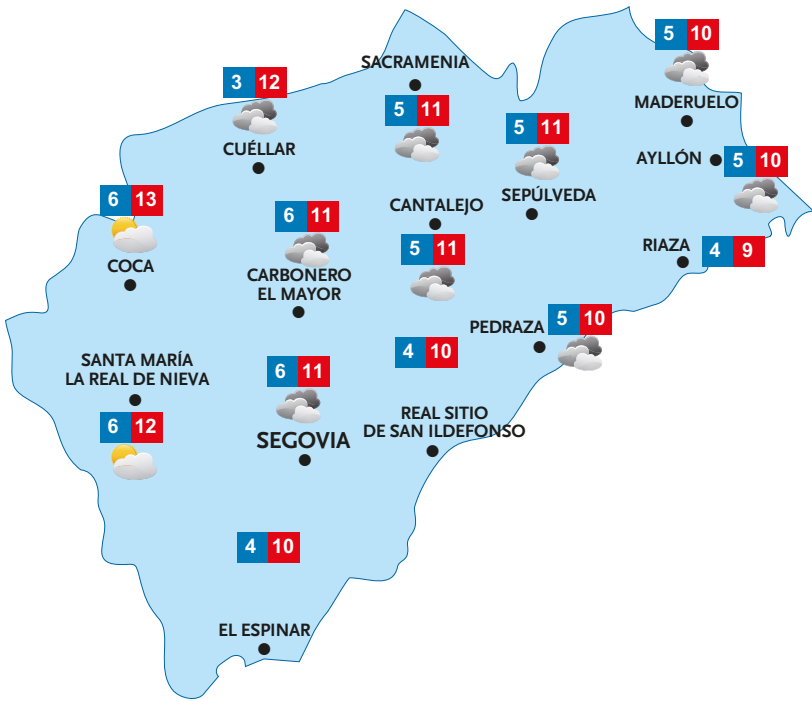 5 10
MADERUELO
SACRAMENIA
5 11
3 12
CUÉLLAR
5 11
SEPÚLVEDA
AYLLÓN
5 10
6 13
COCA
6 11
CARBONERO
EL MAYOR
CANTALEJO
5 11
RIAZA
4 9
PEDRAZA
5 10
SANTA MARÍA
LA REAL DE NIEVA
6 12
6 11
SEGOVIA
4 10
REAL SITIO
DE SAN ILDEFONSO
4 10
EL ESPINAR